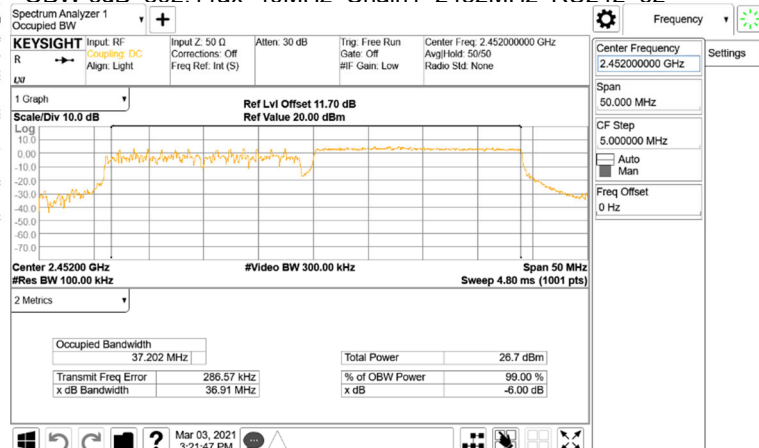 Spectrum Analyzer 1
Occupied BW
Frequency
KEYSIGHT
R
LXI
Input: RF
Coupling: DC
Align: Light
Input Z: 50 Ω
Corrections: Off
Freq Ref: Int (S)
Atten: 30 dB
Trig: Free Run
Gate: Off
#IF Gain: Low
Center Freq: 2.452000000 GHz
Avg|Hold: 50/50
Radio Std: None
Center Frequency
2.452000000 GHz
Settings
Span
50.000 MHz
CF Step
5.000000 MHz
Auto
Man
Freq Offset
0 Hz
1 Graph
Scale/Div 10.0 dB
Ref Lvl Offset 11.70 dB
Ref Value 20.00 dBm
Log
10.0
0.00
-10.0
-20.0
-30.0
-40.0
-50.0
-60.0
-70.0
Center 2.45200 GHz
#Res BW 100.00 kHz
#Video BW 300.00 kHz
Span 50 MHz
Sweep 4.80 ms (1001 pts)
2 Metrics
Occupied Bandwidth
37.202 MHz
Transmit Freq Error 286.57 kHz
x dB Bandwidth 36.91 MHz
Total Power 26.7 dBm
% of OBW Power 99.00 %
x dB -6.00 dB
?
Mar 03, 2021
3:21:47 PM